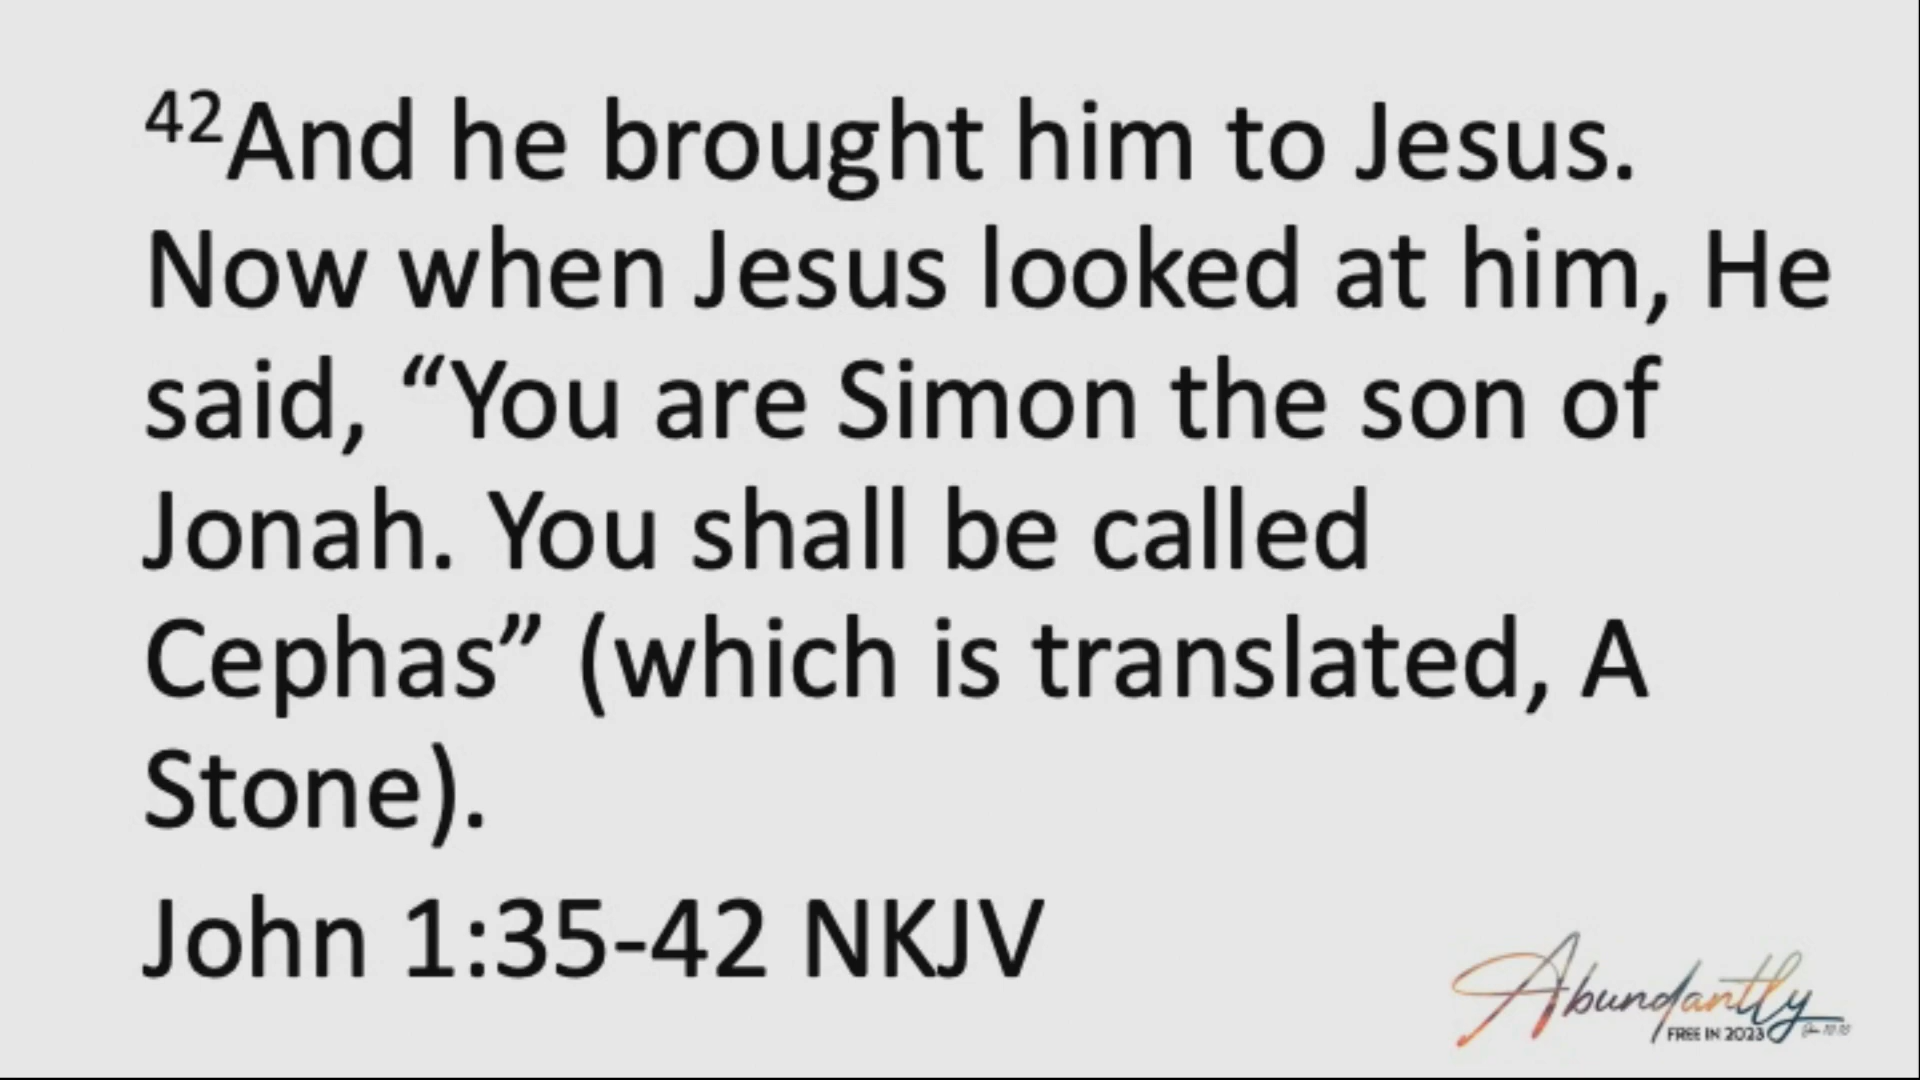 42And he brought him to Jesus.
Now when Jesus looked at him, He
said, “You are Simon the son of
Jonah. You shall be called
Cephas” (which is translated, A
Stone).
John 1:35-42 NKJV
Abundantly
FREE IN 2023